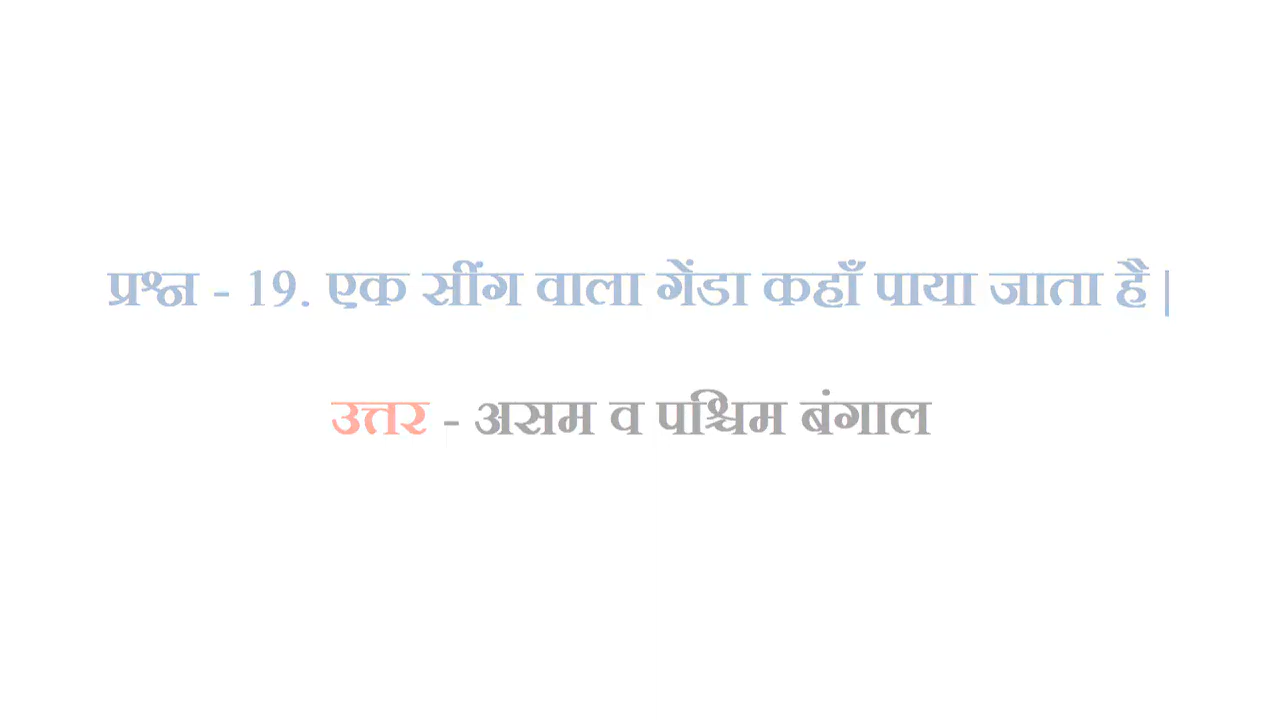 प्रश्न - 19. एक सींग वाला गेंडा कहाँ पाया जाता है |
उत्तर - असम व पश्चिम बंगाल